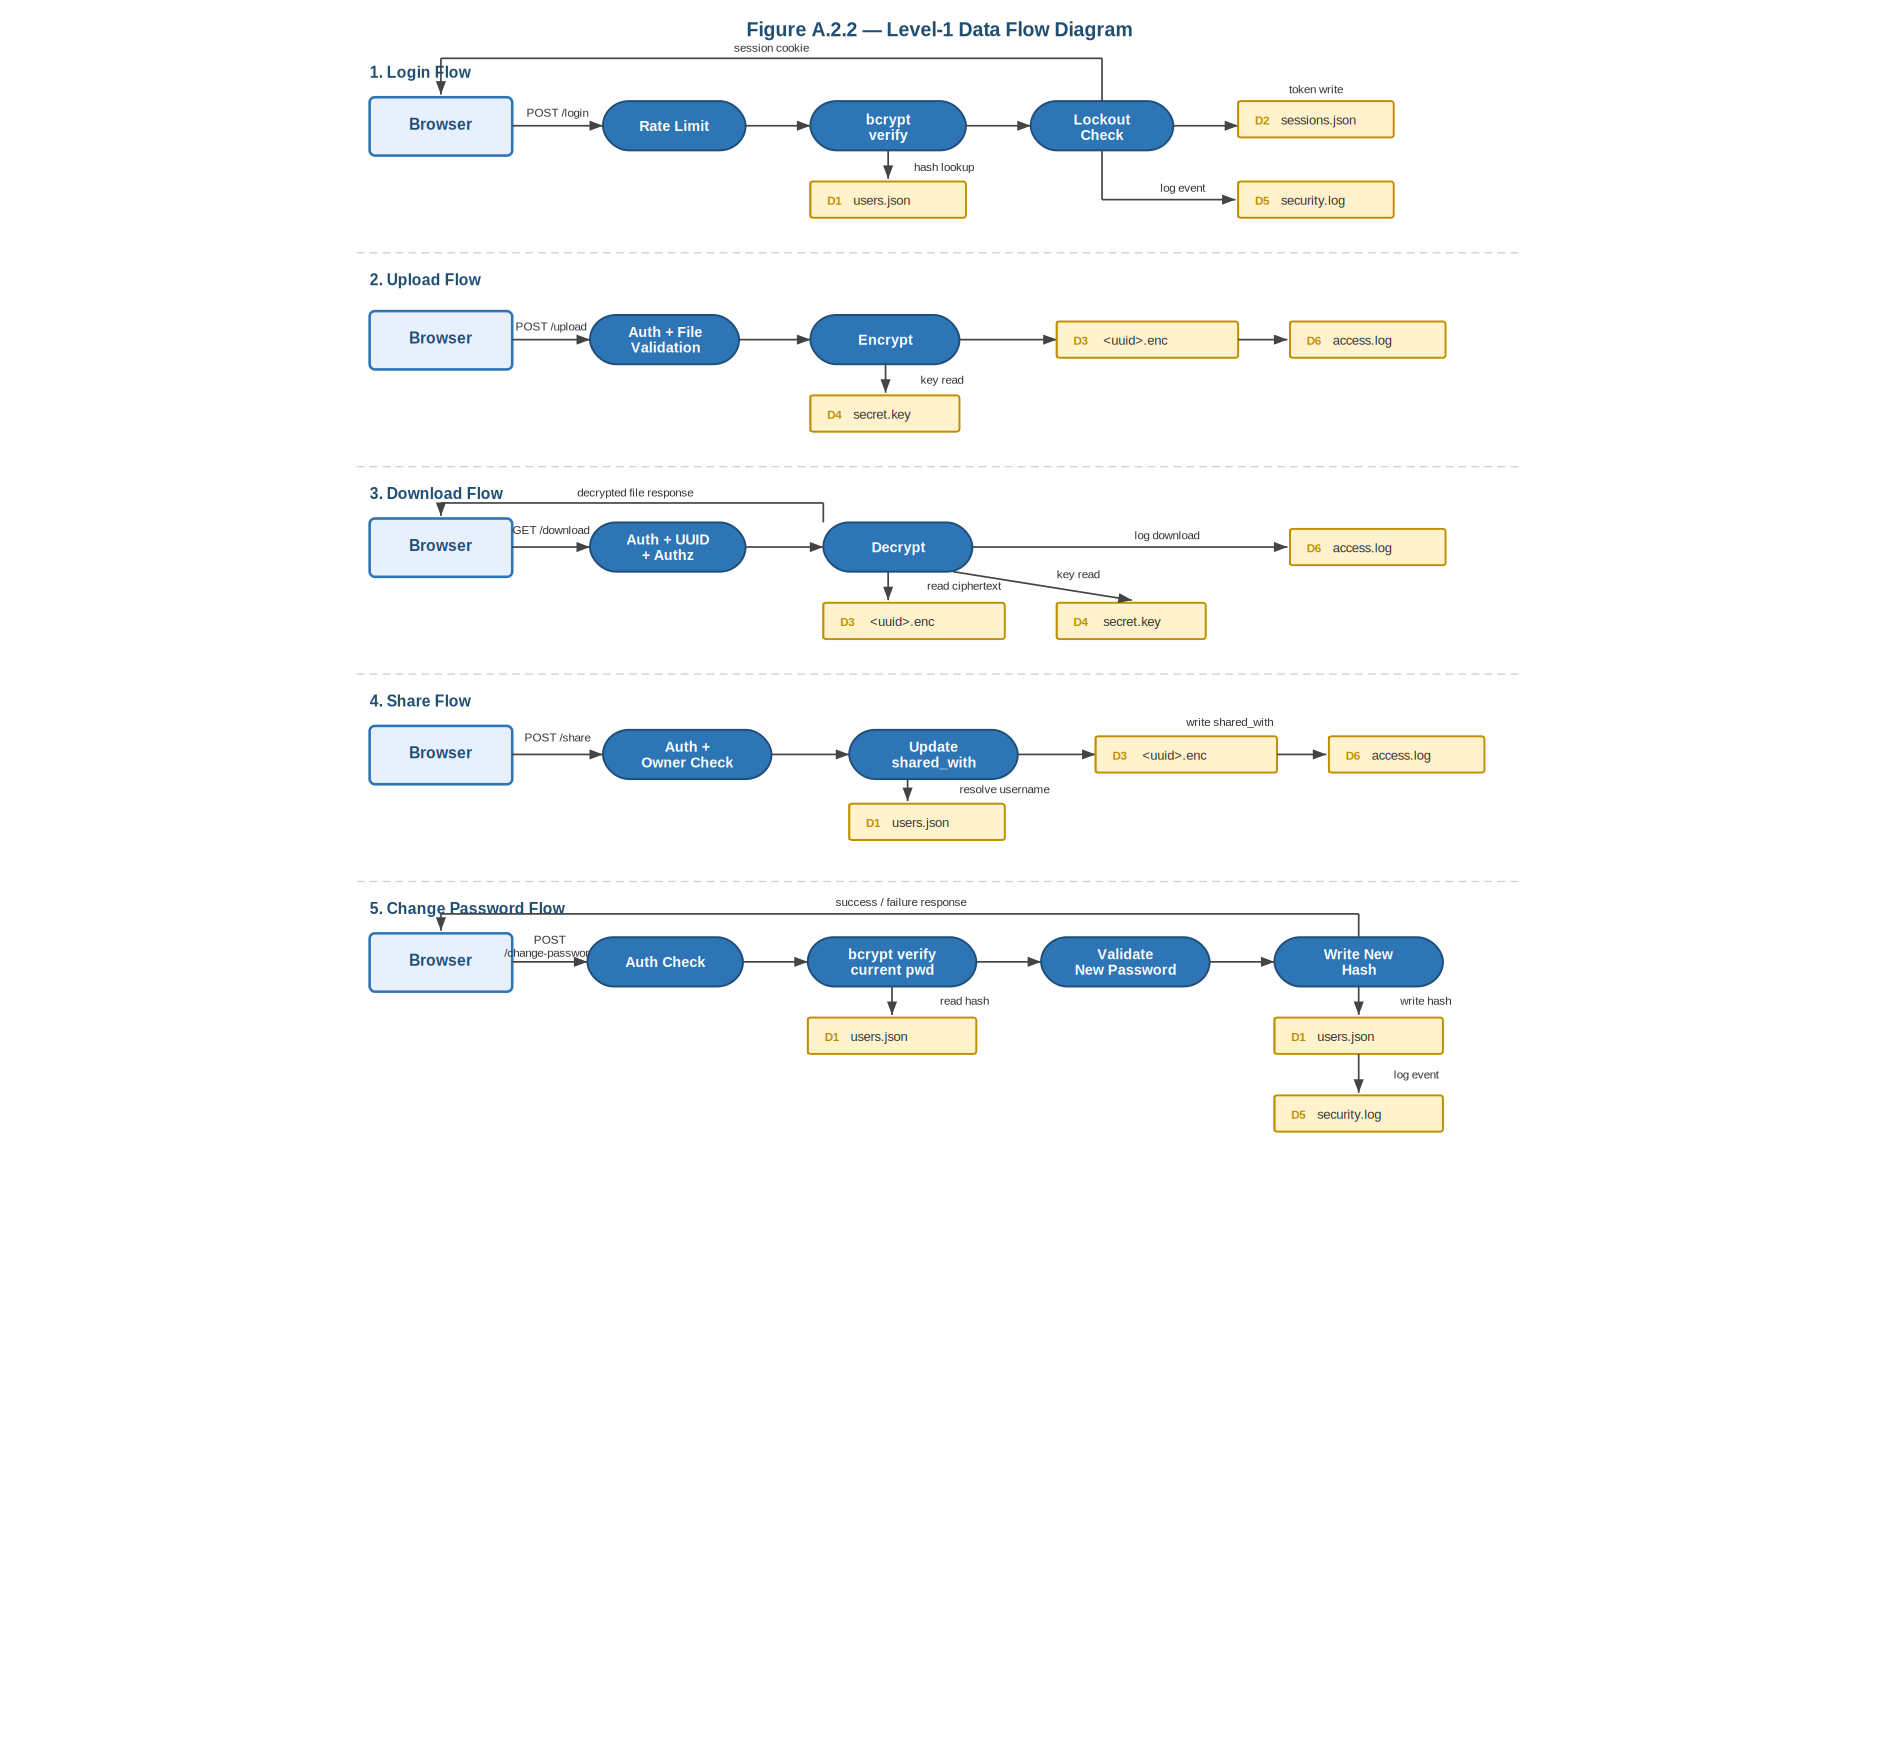 Figure A.2.2 — Level-1 Data Flow Diagram
session cookie
1. Login Flow
token write
Browser
POST /login
Rate Limit
bcrypt
verify
Lockout
Check
D2 sessions.json
hash lookup
log event
D1 users.json
D5 security.log
2. Upload Flow
Browser
POST /upload
Auth + File
Validation
Encrypt
D3 <uuid>.enc
D6 access.log
key read
D4 secret.key
3. Download Flow
decrypted file response
Browser
GET /download
Auth + UUID
+ Authz
Decrypt
log download
D6 access.log
read ciphertext
key read
D3 <uuid>.enc
D4 secret.key
4. Share Flow
write shared_with
Browser
POST /share
Auth +
Owner Check
Update
shared_with
D3 <uuid>.enc
D6 access.log
resolve username
D1 users.json
5. Change Password Flow
success / failure response
Browser
POST
/change-passwor
Auth Check
bcrypt verify
current pwd
Validate
New Password
Write New
Hash
read hash
write hash
D1 users.json
D1 users.json
log event
D5 security.log